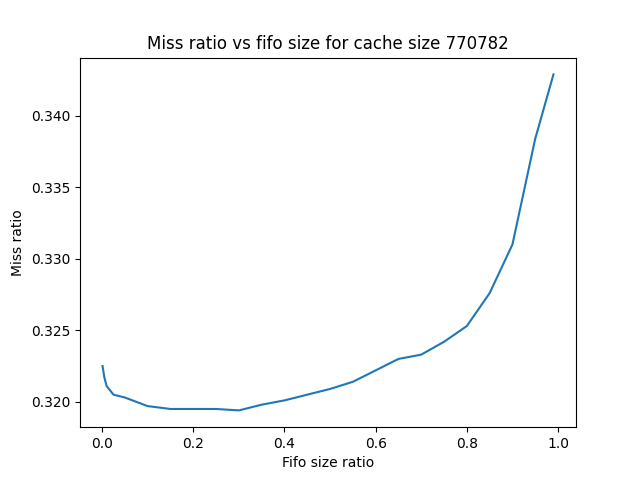 Miss ratio vs fifo size for cache size 770782
0.340
0.335
0.330
0.325
0.320
Miss ratio
0.0 0.2 0.4 0.6 0.8 1.0
Fifo size ratio